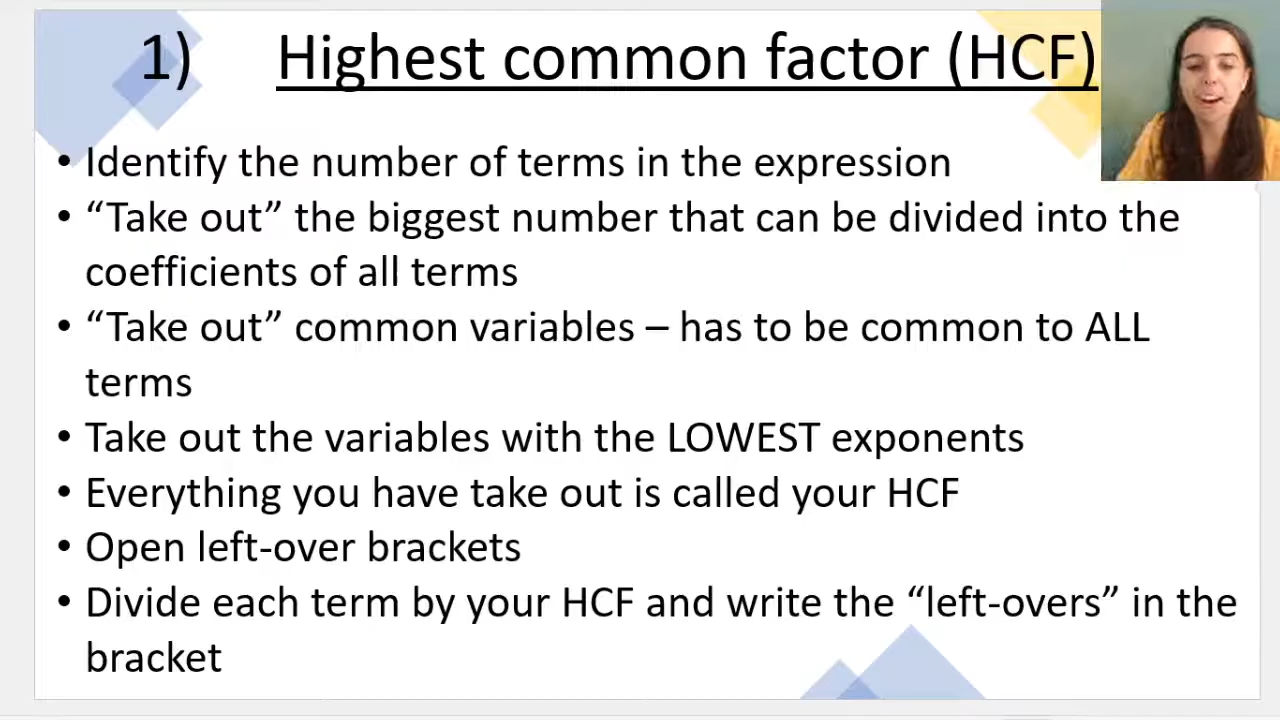 1) Highest common factor (HCF)
• Identify the number of terms in the expression
• “Take out” the biggest number that can be divided into the
coefficients of all terms
• “Take out” common variables – has to be common to ALL
terms
• Take out the variables with the LOWEST exponents
• Everything you have take out is called your HCF
• Open left-over brackets
• Divide each term by your HCF and write the “left-overs” in the
bracket